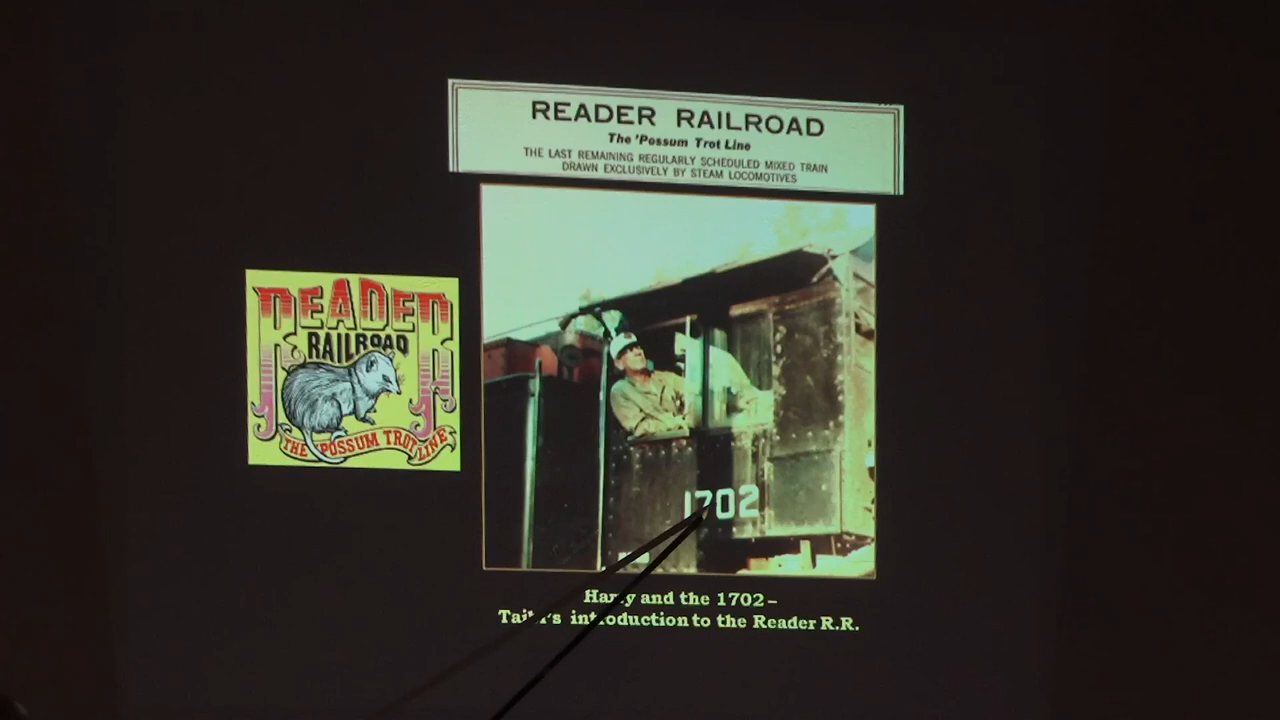 READER RAILROAD
The 'Possum Trot Line
THE LAST REMAINING REGULARLY SCHEDULED MIXED TRAIN
DRAWN EXCLUSIVELY BY STEAM LOCOMOTIVES
READER
RAILROAD
THE 'POSSUM TROT LINE
1702
Harry and the 1702–
introduction to the Reader R.R.